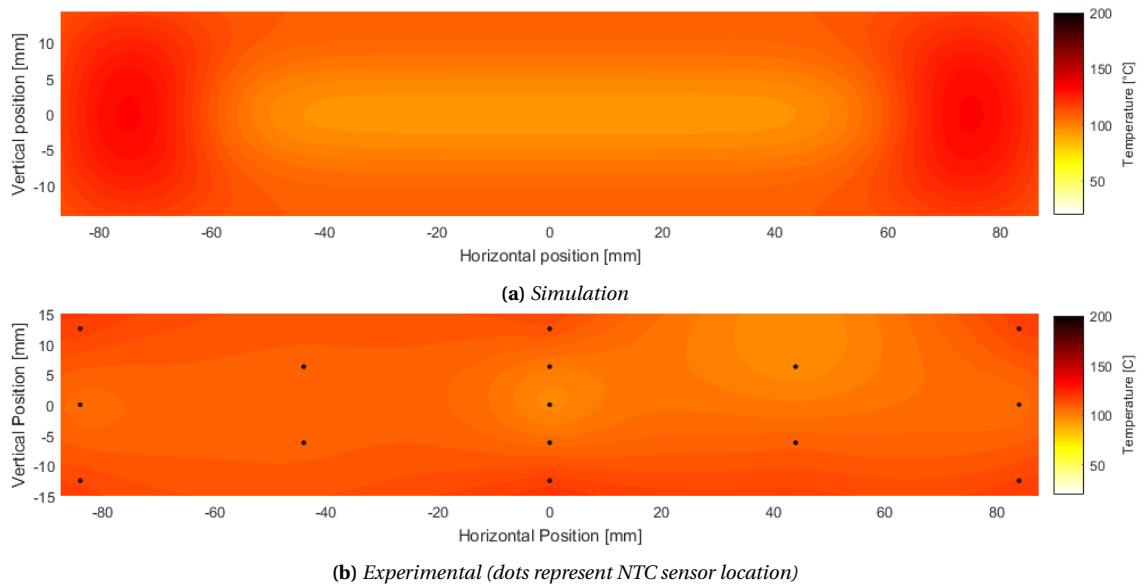 Vertical position [mm]
10
5
0
-5
-10
-80 -60 -40 -20 0 20 40 60 80
Horizontal position [mm]
200
150
100
50
Temperature [°C]
(a) Simulation
Vertical Position [mm]
15
10
5
0
-5
-10
-15
-80 -60 -40 -20 0 20 40 60 80
Horizontal Position [mm]
200
150
100
50
Temperature [C]
(b) Experimental (dots represent NTC sensor location)